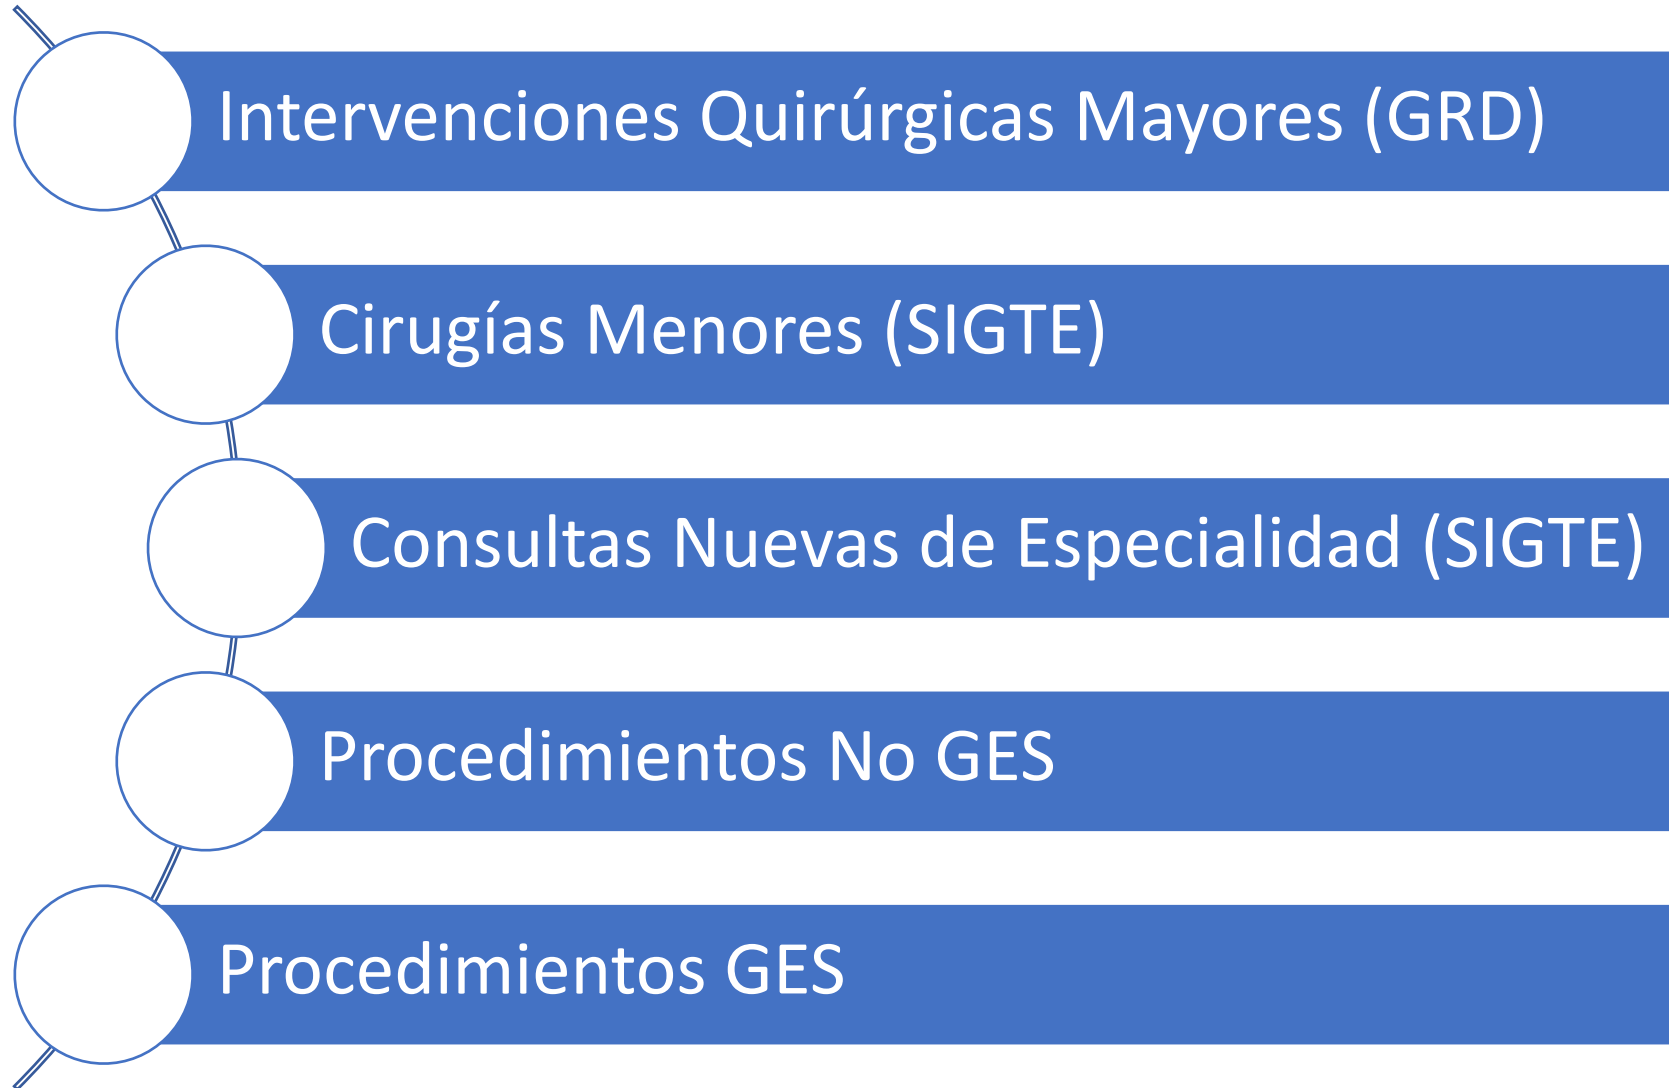 Intervenciones Quirúrgicas Mayores (GRD)
Cirugías Menores (SIGTE)
Consultas Nuevas de Especialidad (SIGTE)
Procedimientos No GES
Procedimientos GES